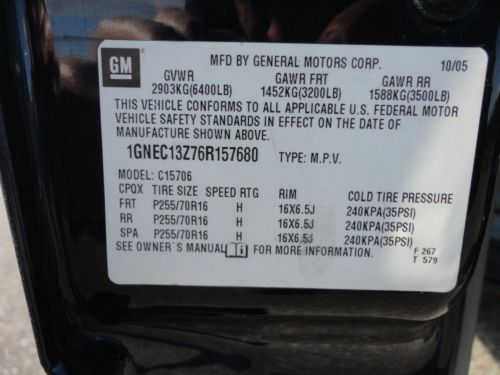 GM
MFD BY GENERAL MOTORS CORP. 10/05
GVWR GAWR FRT GAWR RR
2903KG(6400LB) 1452KG(3200LB) 1588KG(3500LB)
THIS VEHICLE CONFORMS TO ALL APPLICABLE U.S. FEDERAL MOTOR
VEHICLE SAFETY STANDARDS IN EFFECT ON THE DATE OF
MANUFACTURE SHOWN ABOVE.
1GNEC13Z76R157680 TYPE: M.P.V.
MODEL: C15706
CPQX TIRE SIZE SPEED RTG RIM COLD TIRE PRESSURE
FRT P255/70R16 H 16X6.5J 240KPA(35PSI)
RR P255/70R16 H 16X6.5J 240KPA(35PSI)
SPA P255/70R16 H 16X6.5J 240KPA(35PSI)
SEE OWNER`S MANUAL FOR MORE INFORMATION.
F 267
T 579